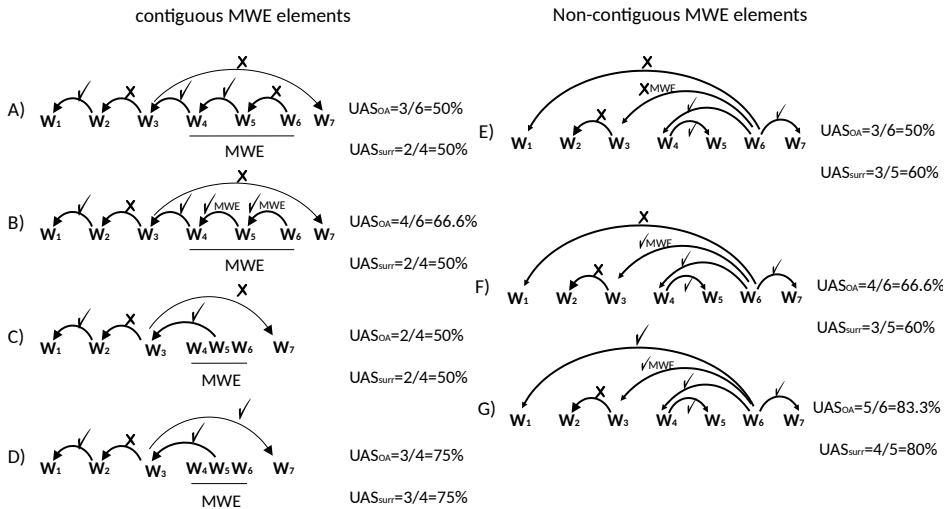 contiguous MWE elements
A)
W1 W2 W3 W4 W5 W6 W7
MWE
UASOA=3/6=50%
UASsurr=2/4=50%
B)
MWE MWE
W1 W2 W3 W4 W5 W6 W7
MWE
UASOA=4/6=66.6%
UASsurr=2/4=50%
C)
W1 W2 W3 W4W5W6 W7
MWE
UASOA=2/4=50%
UASsurr=2/4=50%
D)
W1 W2 W3 W4W5W6 W7
MWE
UASOA=3/4=75%
UASsurr=3/4=75%
Non-contiguous MWE elements
E)
MWE
W1 W2 W3 W4 W5 W6 W7
UASOA=3/6=50%
UASsurr=3/5=60%
F)
MWE
W1 W2 W3 W4 W5 W6 W7
UASOA=4/6=66.6%
UASsurr=3/5=60%
G)
MWE
W1 W2 W3 W4 W5 W6 W7
UASOA=5/6=83.3%
UASsurr=4/5=80%